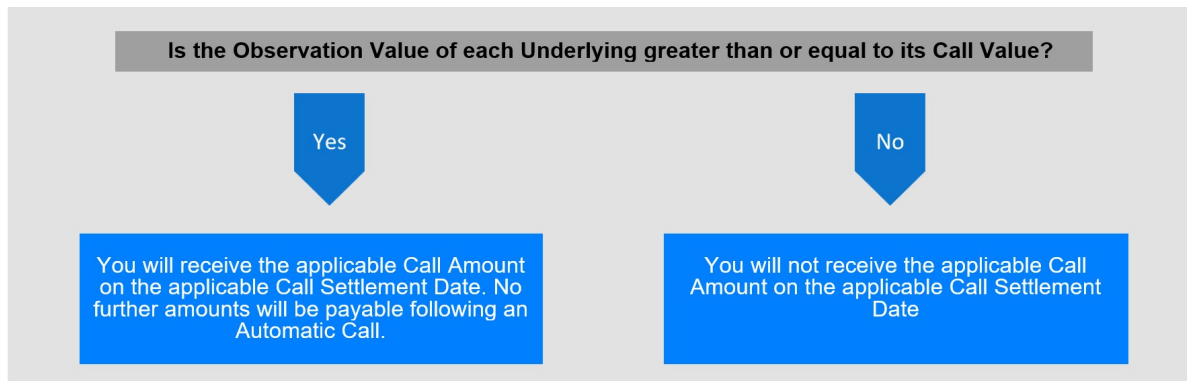 Is the Observation Value of each Underlying greater than or equal to its Call Value?
Yes
No
You will receive the applicable Call Amount
on the applicable Call Settlement Date. No
further amounts will be payable following an
Automatic Call.
You will not receive the applicable Call
Amount on the applicable Call Settlement
Date